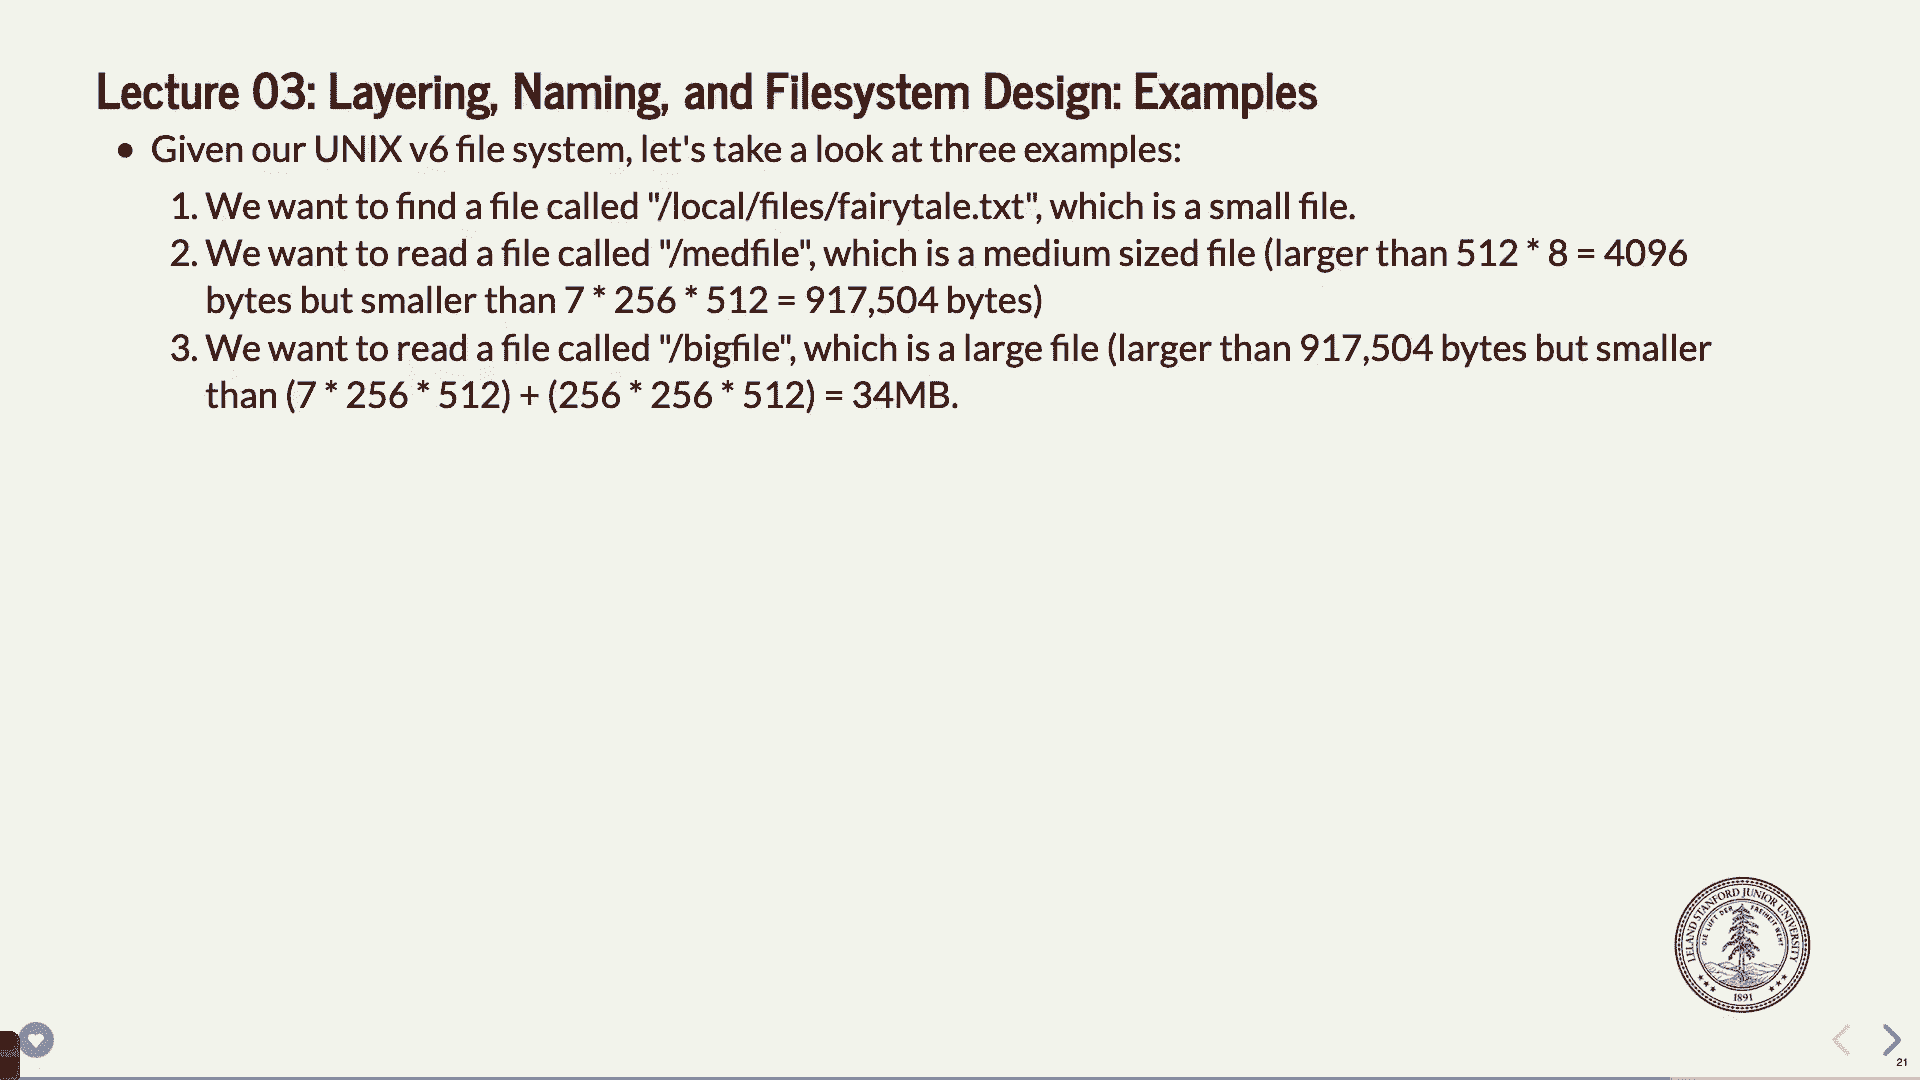 Lecture 03: Layering, Naming, and Filesystem Design: Examples
• Given our UNIX v6 file system, let's take a look at three examples:
1. We want to find a file called "/local/files/fairytale.txt", which is a small file.
2. We want to read a file called "/medfile", which is a medium sized file (larger than 512 * 8 = 4096
bytes but smaller than 7 * 256 * 512 = 917,504 bytes)
3. We want to read a file called "/bigfile", which is a large file (larger than 917,504 bytes but smaller
than (7 * 256 * 512) + (256 * 256 * 512) = 34MB.
LELAND STANFORD JUNIOR UNIVERSITY
DIE LUFT DER FREIHEIT WEHT
1891
21